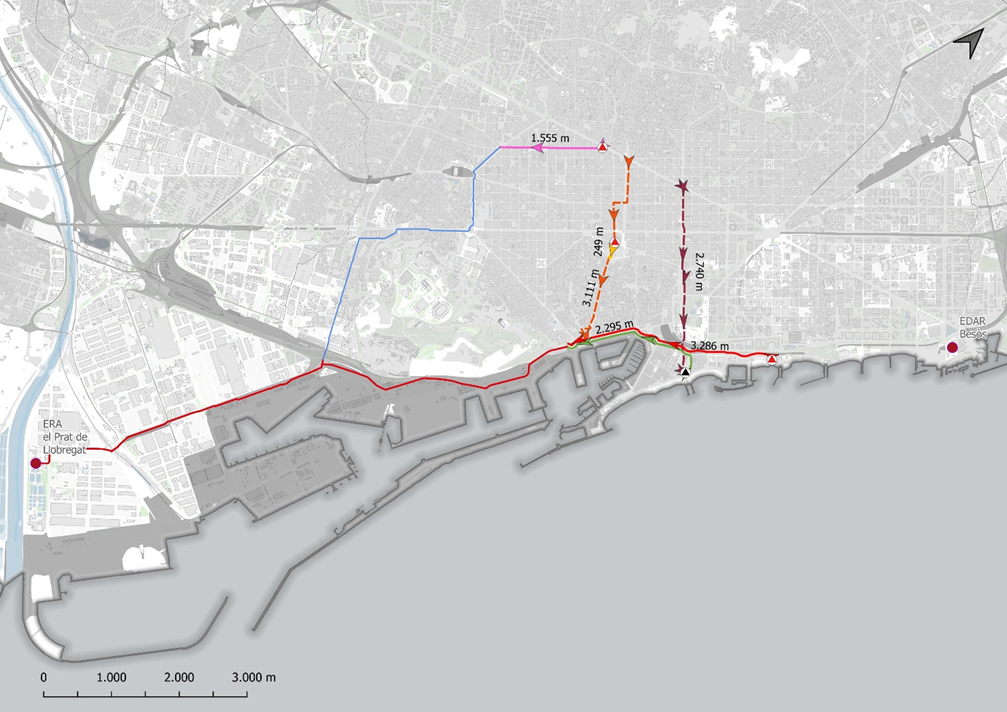 1.555 m
249 m
3.111 m
2.740 m
2.295 m
3.286 m
EDAR
Besos
ERA
el Prat de
Llobregat
0 1.000 2.000 3.000 m